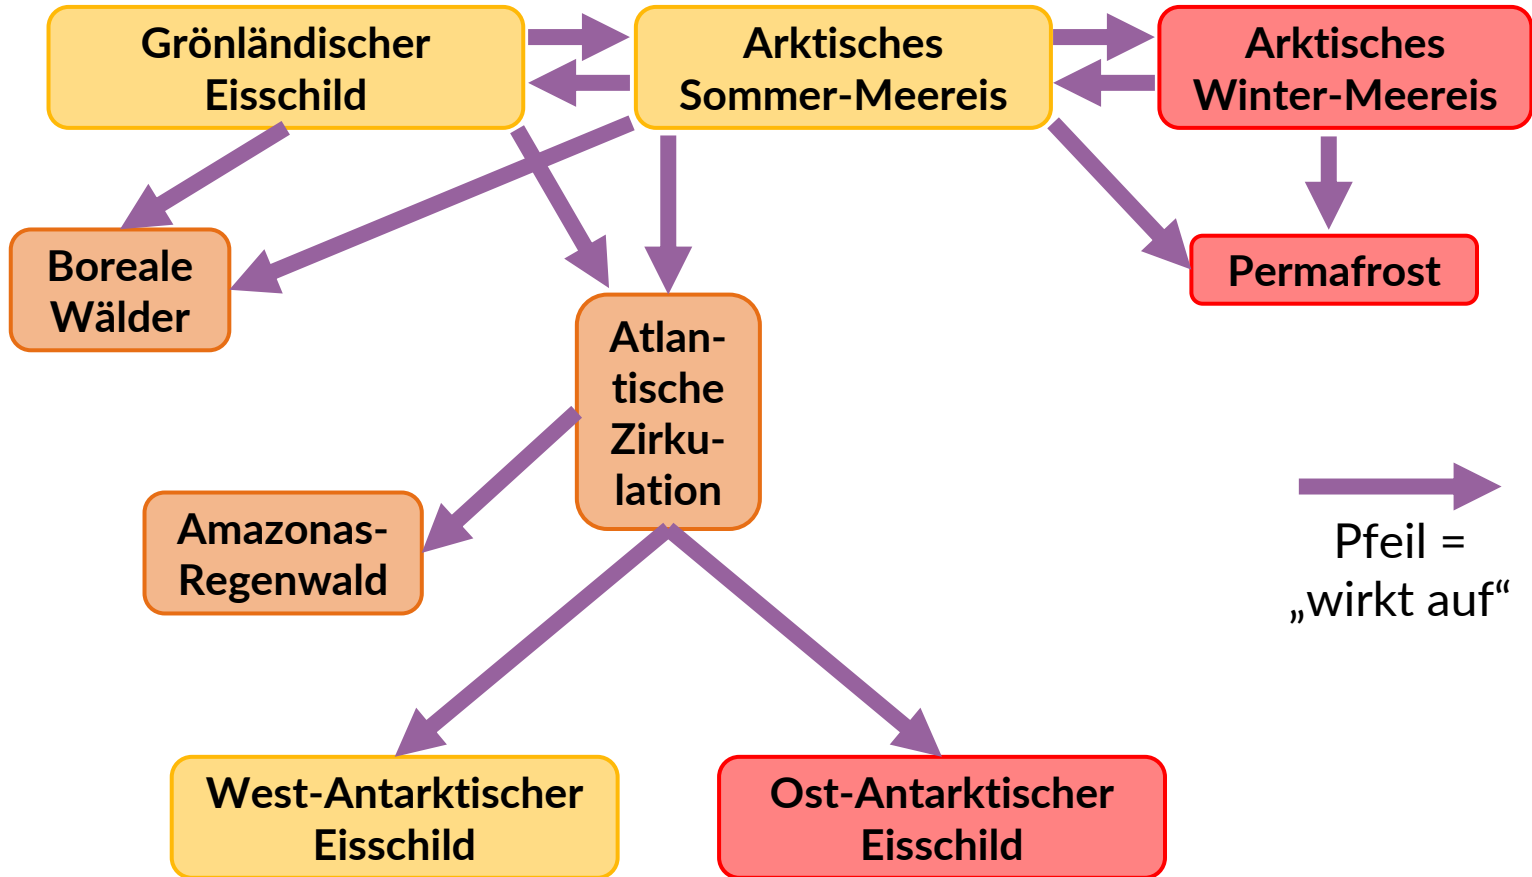 Grönländischer
Eisschild
Arktisches
Sommer-Meereis
Arktisches
Winter-Meereis
Boreale
Wälder
Permafrost
Atlan-
tische
Zirku-
lation
Amazonas-
Regenwald
Pfeil =
„wirkt auf“
West-Antarktischer
Eisschild
Ost-Antarktischer
Eisschild